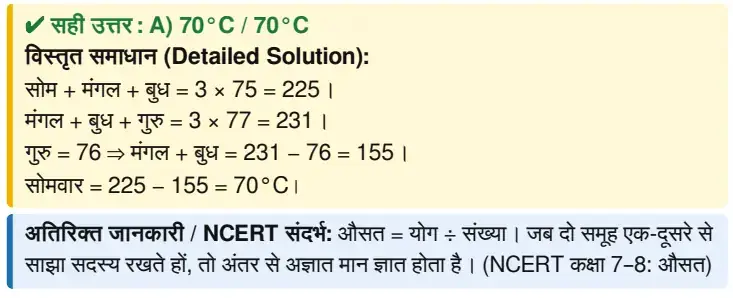 ✔ सही उत्तर : A) 70°C / 70°C
विस्तृत समाधान (Detailed Solution):
सोम + मंगल + बुध = 3 × 75 = 225 ।
मंगल + बुध + गुरु = 3 × 77 = 231 ।
गुरु = 76 ⇒ मंगल + बुध = 231 − 76 = 155 ।
सोमवार = 225 − 155 = 70°C।
अतिरिक्त जानकारी / NCERT संदर्भ: औसत = योग ÷ संख्या । जब दो समूह एक-दूसरे से
साझा सदस्य रखते हों, तो अंतर से अज्ञात मान ज्ञात होता है । (NCERT कक्षा 7–8: औसत)